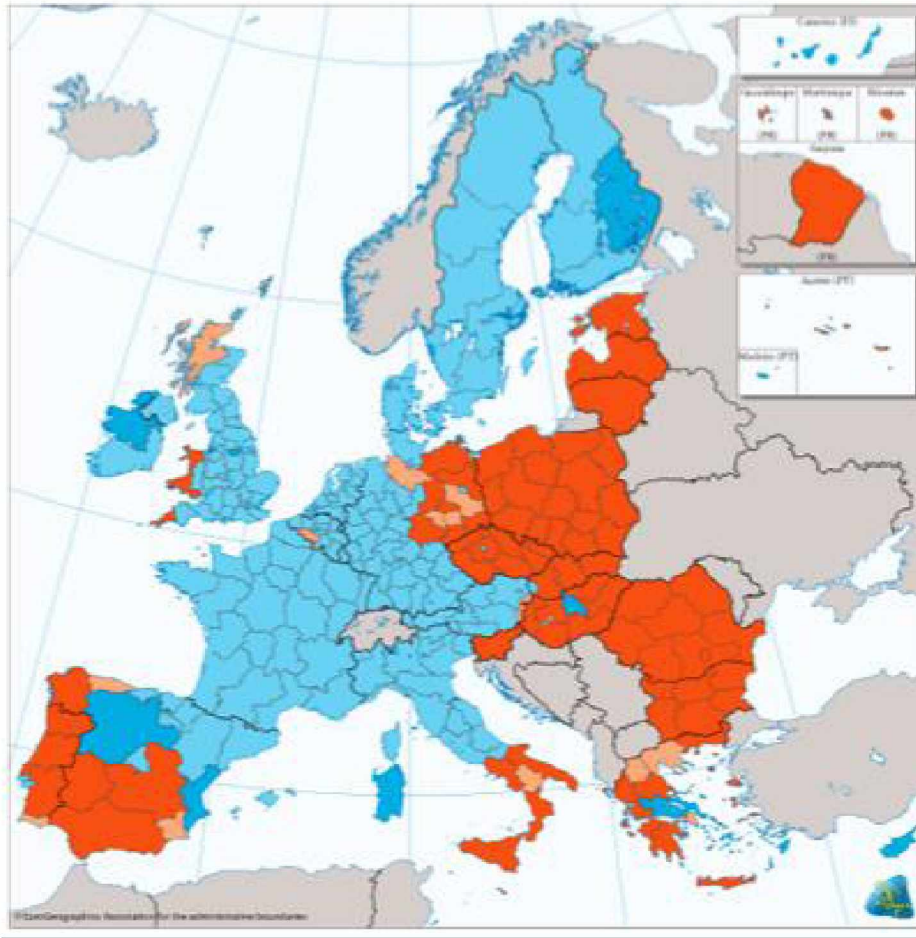 Canarias (ES)
Guadeloupe Martinique Réunion
(FR) (FR) (FR)
Guyane
(FR)
Açores (PT)
Madeira (PT)
© EuroGeographics Association for the administrative boundaries